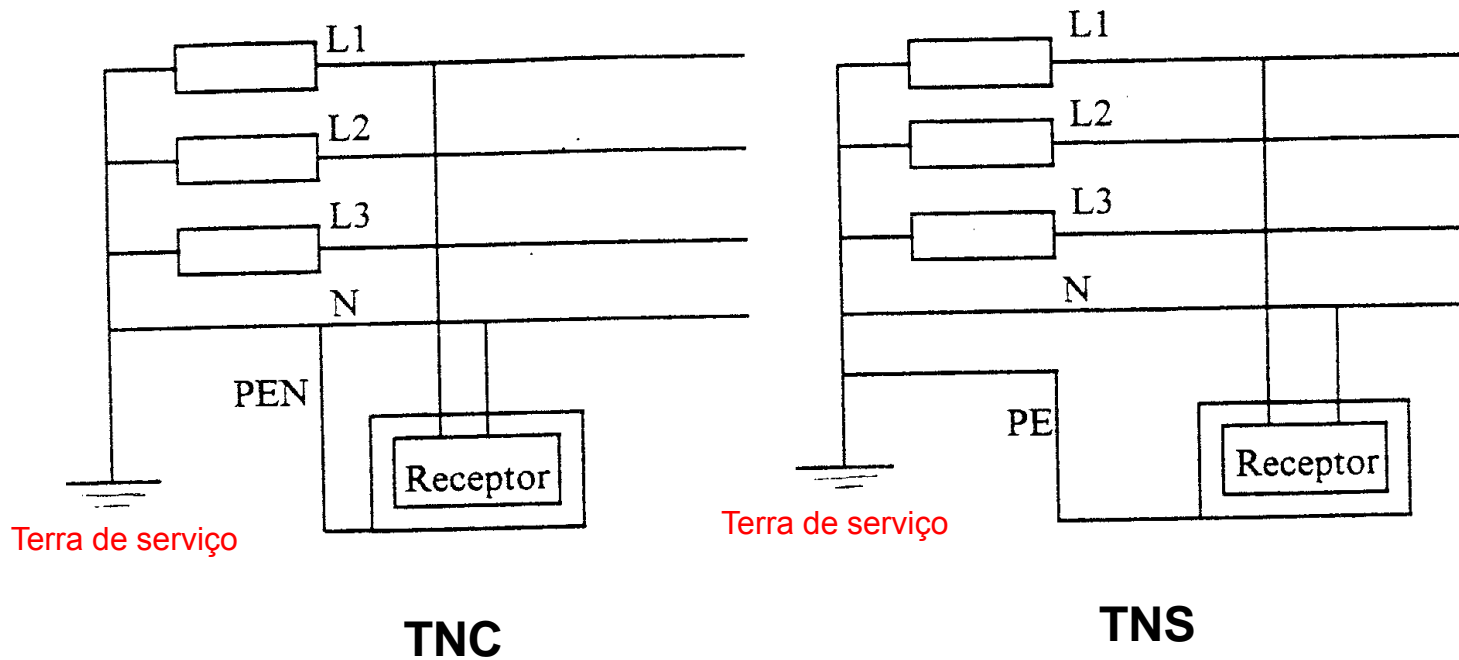 L1
L2
L3
N
PEN
Receptor
Terra de serviço
TNC
L1
L2
L3
N
PE
Receptor
Terra de serviço
TNS